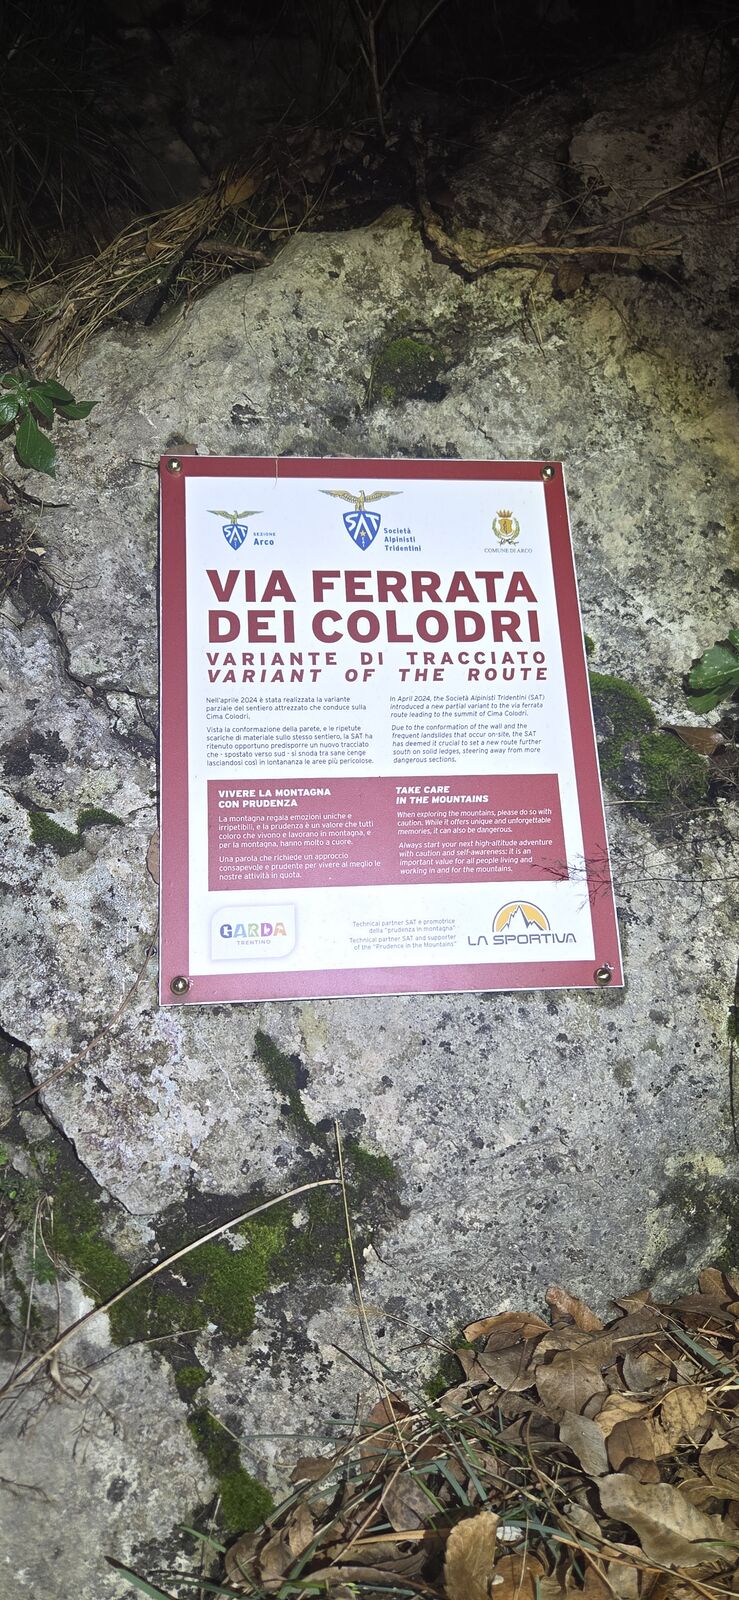 SAT
SEZIONE
Arco
SAT
Società
Alpinisti
Tridentini
COMUNE DI ARCO
VIA FERRATA
DEI COLODRI
VARIANTE DI TRACCIATO
VARIANT OF THE ROUTE
Nell'aprile 2024 è stata realizzata la variante
parziale del sentiero attrezzato che conduce sulla
Cima Colodri.
Vista la conformazione della parete, e le ripetute
scariche di materiale sullo stesso sentiero, la SAT ha
ritenuto opportuno predisporre un nuovo tracciato
che - spostato verso sud - si snoda tra sane cenge
lasciandosi così in lontananza le aree più pericolose.
In April 2024, the Società Alpinisti Tridentini (SAT)
introduced a new partial variant to the via ferrata
route leading to the summit of Cima Colodri.
Due to the conformation of the wall and the
frequent landslides that occur on-site, the SAT
has deemed it crucial to set a new route further
south on solid ledges, steering away from more
dangerous sections.
VIVERE LA MONTAGNA
CON PRUDENZA
La montagna regala emozioni uniche e
irripetibili, e la prudenza è un valore che tutti
coloro che vivono e lavorano in montagna, e
per la montagna, hanno molto a cuore.
Una parola che richiede un approccio
consapevole e prudente per vivere al meglio le
nostre attività in quota.
TAKE CARE
IN THE MOUNTAINS
When exploring the mountains, please do so with
caution. While it offers unique and unforgettable
memories, it can also be dangerous.
Always start your next high-altitude adventure
with caution and self-awareness: it is an
important value for all people living and
working in and for the mountains.
GARDA
TRENTINO
Technical partner SAT e promotrice
della "prudenza in montagna"
Technical partner SAT and supporter
of the "Prudence in the Mountains"
LA SPORTIVA